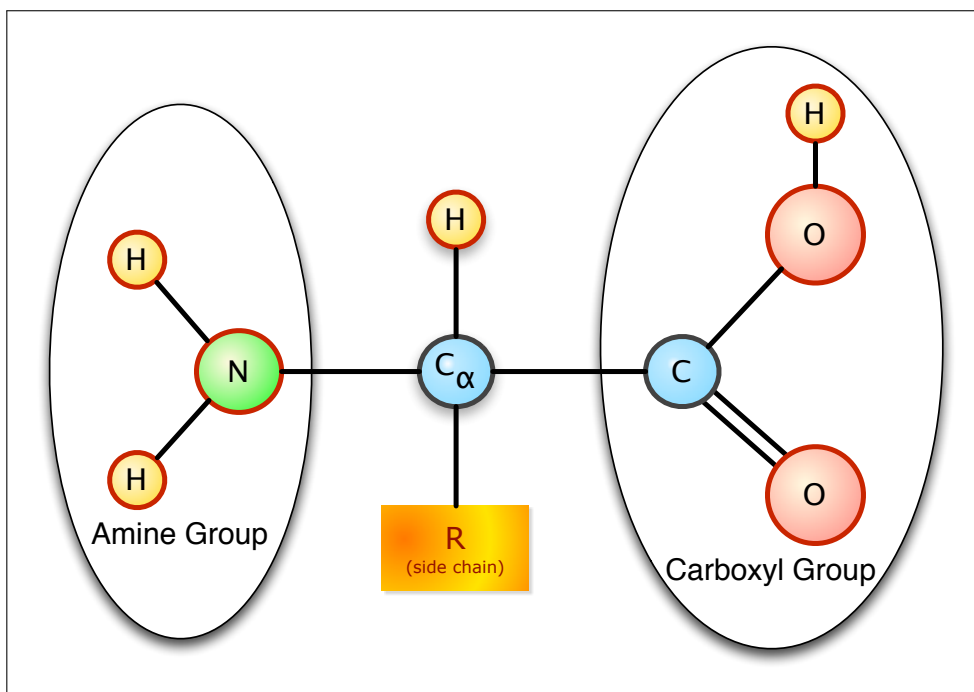 H
H
H
O
N
Cα
C
H
O
Amine Group
R
(side chain)
Carboxyl Group